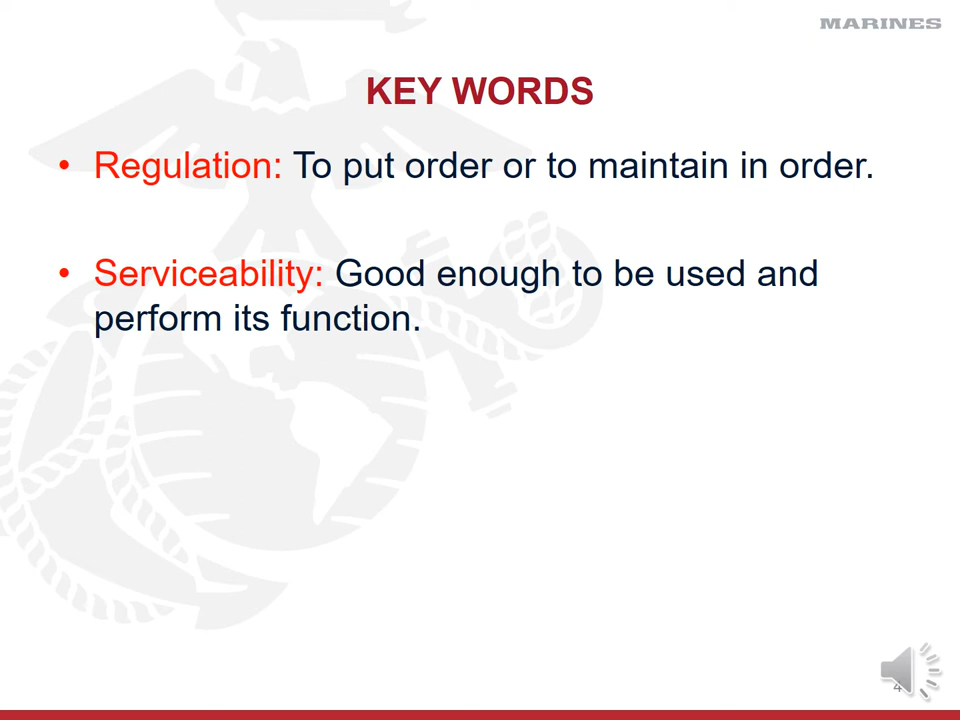 MARINES
KEY WORDS
• Regulation: To put order or to maintain in order.
• Serviceability: Good enough to be used and
perform its function.
4